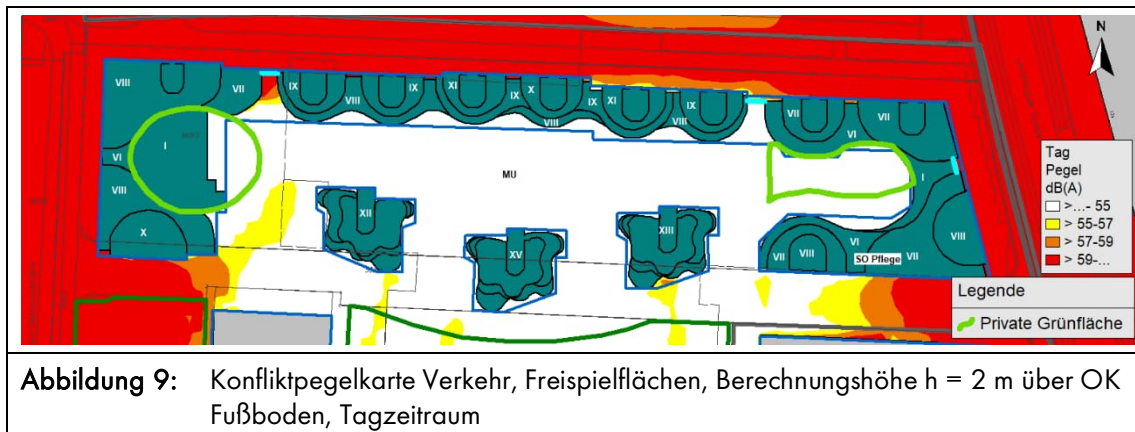 N
VIII
VII
IX
VIII
IX
XI
IX
X
VIII
IX
XI
IX
VIII
VII
VII
VI
VI
I
I
MU
VIII
X
XII
XV
XIII
VI
VII
VIII
VII
VIII
SO Pflege
Tag
Pegel
dB(A)
>...- 55
> 55-57
> 57-59
> 59-...
Legende
Private Grünfläche
Abbildung 9: Konfliktpegelkarte Verkehr, Freispielflächen, Berechnungshöhe h = 2 m über OK
Fußboden, Tagzeitraum